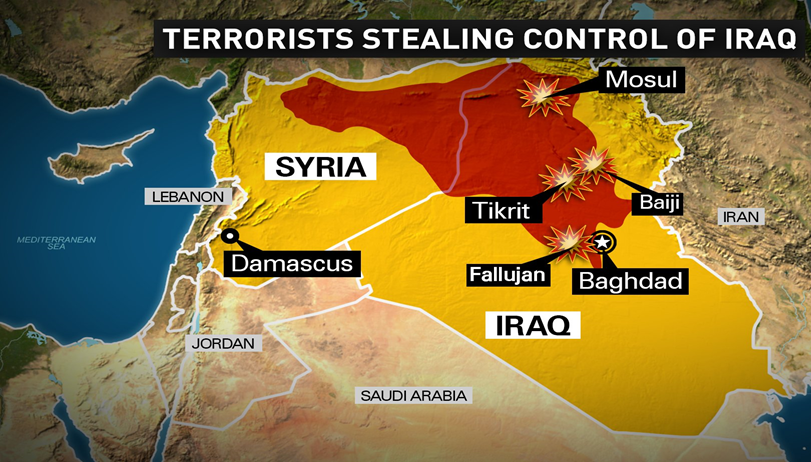 TERRORISTS STEALING CONTROL OF IRAQ
Mosul
SYRIA
LEBANON
Tikrit
Baiji
IRAN
MEDITERRANEAN
SEA
Damascus
Fallujan
Baghdad
IRAQ
JORDAN
SAUDI ARABIA